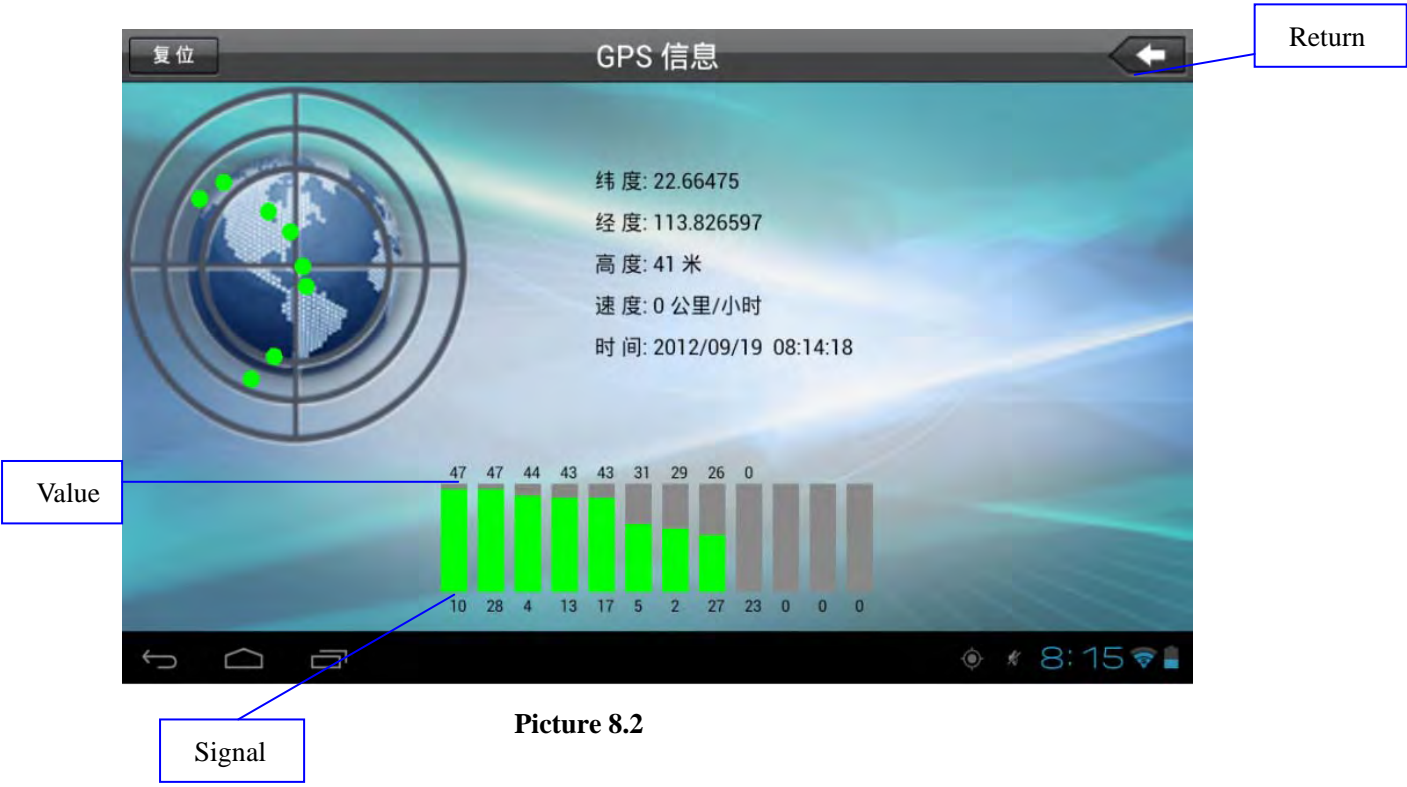 Return
复位 GPS 信息
纬 度: 22.66475
经 度: 113.826597
高 度: 41 米
速 度: 0 公里/小时
时 间: 2012/09/19 08:14:18
Value
47 47 44 43 43 31 29 26 0
10 28 4 13 17 5 2 27 23 0 0 0
8:15
Picture 8.2
Signal